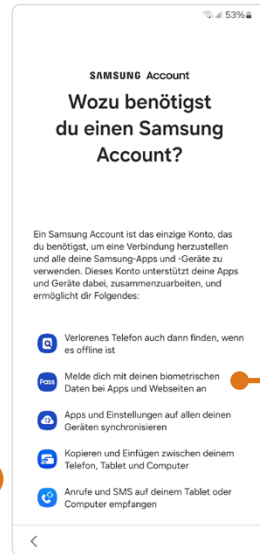 53%
SAMSUNG Account
Wozu benötigst
du einen Samsung
Account?
Ein Samsung Account ist das einzige Konto, das
du benötigst, um eine Verbindung herzustellen
und alle deine Samsung-Apps und -Geräte zu
verwenden. Dieses Konto unterstützt deine Apps
und Geräte dabei, zusammenzuarbeiten, und
ermöglicht dir Folgendes:
Verlorenes Telefon auch dann finden, wenn
es offline ist
Pass
Melde dich mit deinen biometrischen
Daten bei Apps und Webseiten an
Apps und Einstellungen auf allen deinen
Geräten synchronisieren
Kopieren und Einfügen zwischen deinem
Telefon, Tablet und Computer
Anrufe und SMS auf deinem Tablet oder
Computer empfangen